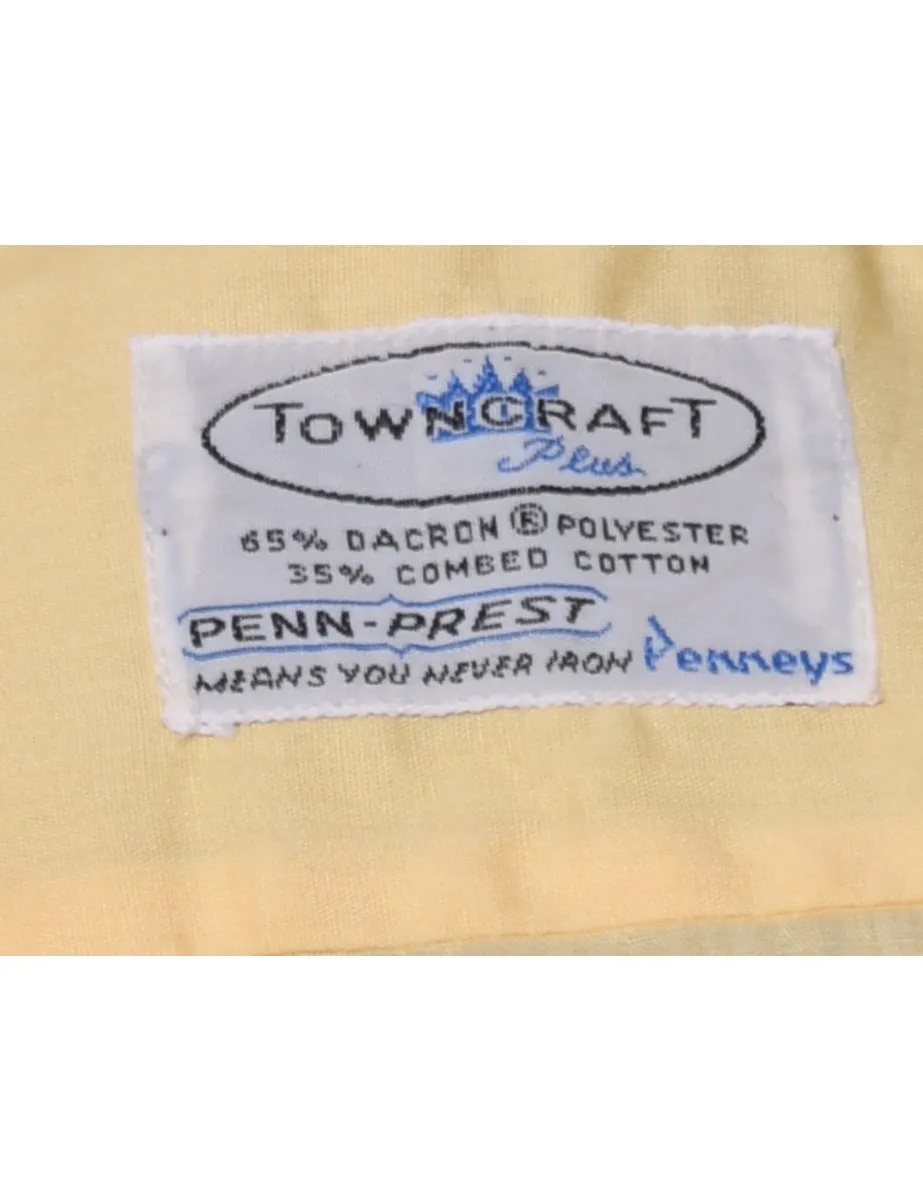 TOWNCRAFT
Plus
65% DACRON ® POLYESTER
35% COMBED COTTON
PENN-PREST
MEANS YOU NEVER IRON Penneys